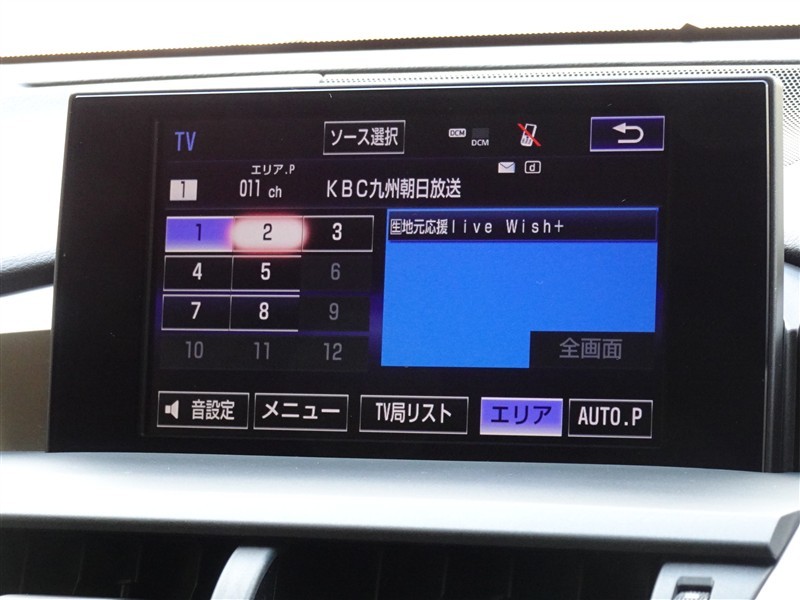 TV ソース選択 DCM DCM
エリア.P d
1 011 ch KBC九州朝日放送
1 2 3
生地元応援live Wish+
4 5 6
7 8 9
10 11 12
全画面
音設定 メニュー TV局リスト エリア AUTO.P